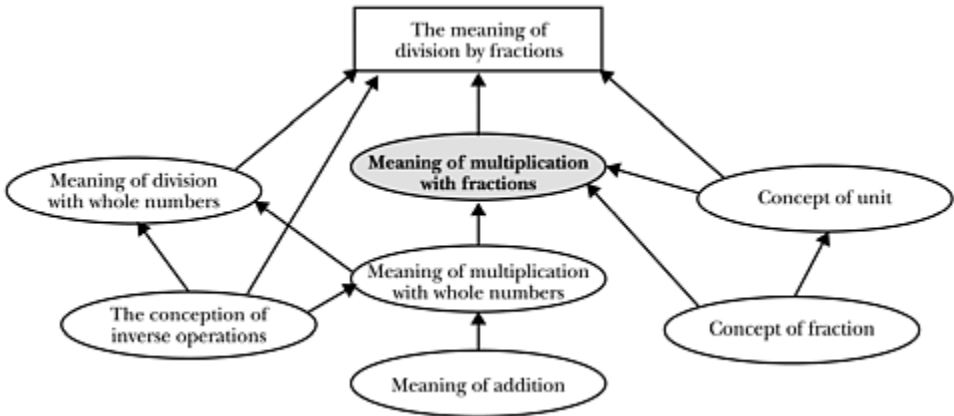 The meaning of
division by fractions
Meaning of multiplication
with fractions
Meaning of division
with whole numbers
Concept of unit
Meaning of multiplication
with whole numbers
The conception of
inverse operations
Concept of fraction
Meaning of addition